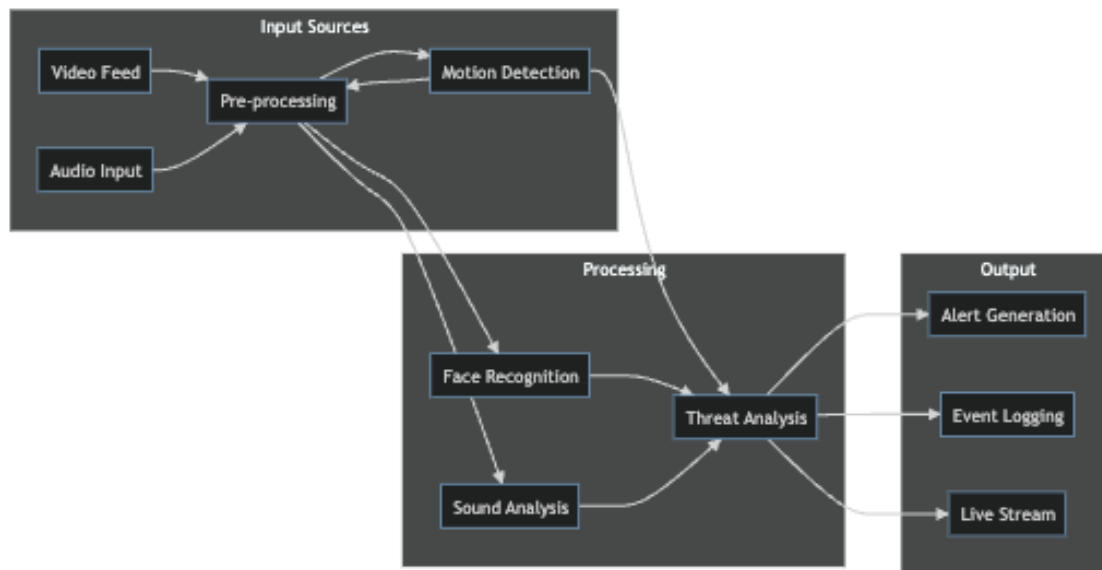 Input Sources
Video Feed
Motion Detection
Pre-processing
Audio Input
Processing
Output
Alert Generation
Face Recognition
Threat Analysis
Event Logging
Sound Analysis
Live Stream